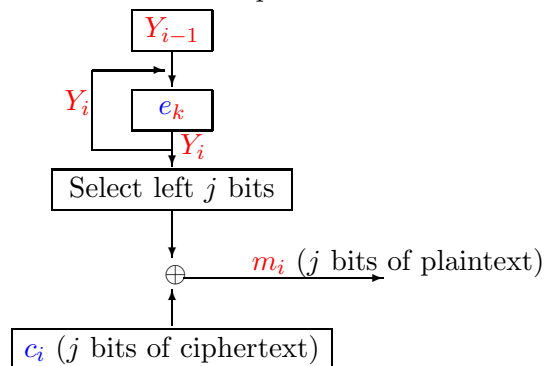 Y_{i−1}
Y_i
e_k
Y_i
Select left j bits
⊕
m_i (j bits of plaintext)
c_i (j bits of ciphertext)